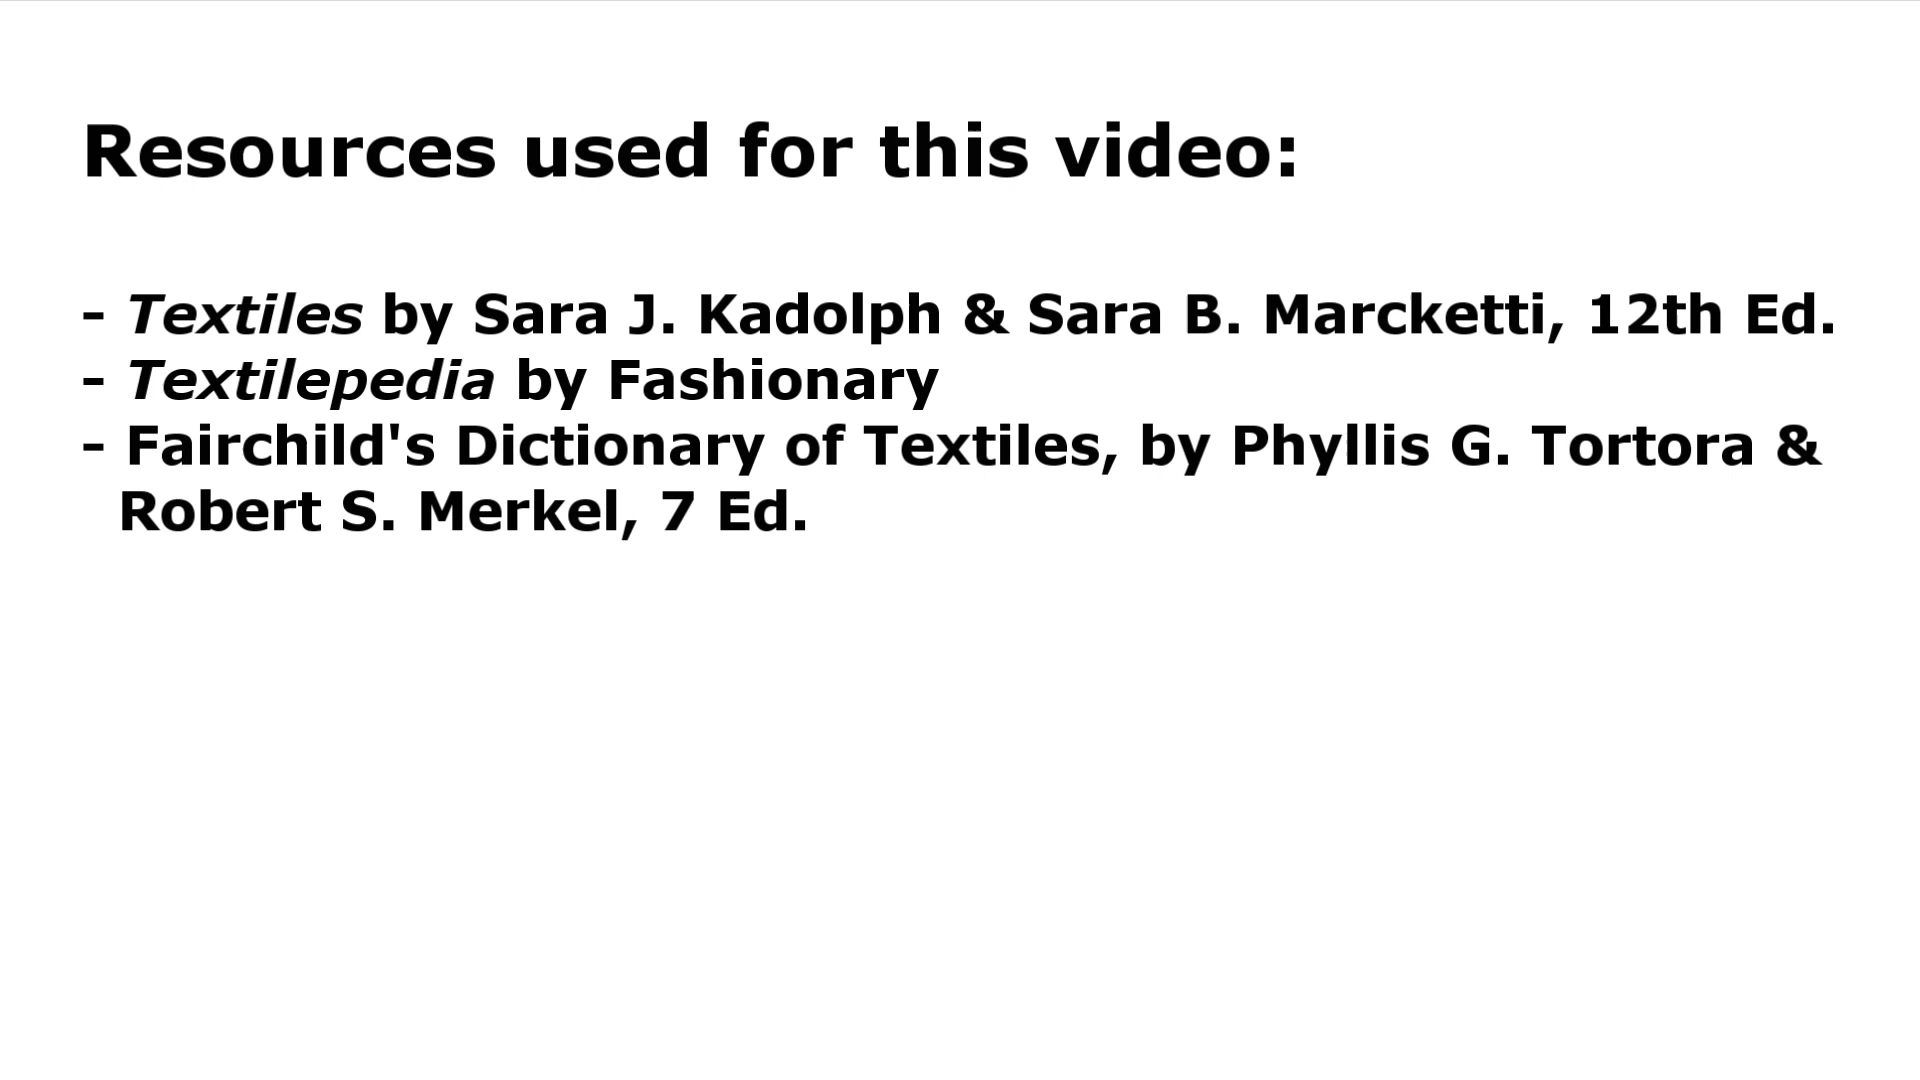 Resources used for this video:
- Textiles by Sara J. Kadolph & Sara B. Marcketti, 12th Ed.
- Textilepedia by Fashionary
- Fairchild's Dictionary of Textiles, by Phyllis G. Tortora &
Robert S. Merkel, 7 Ed.